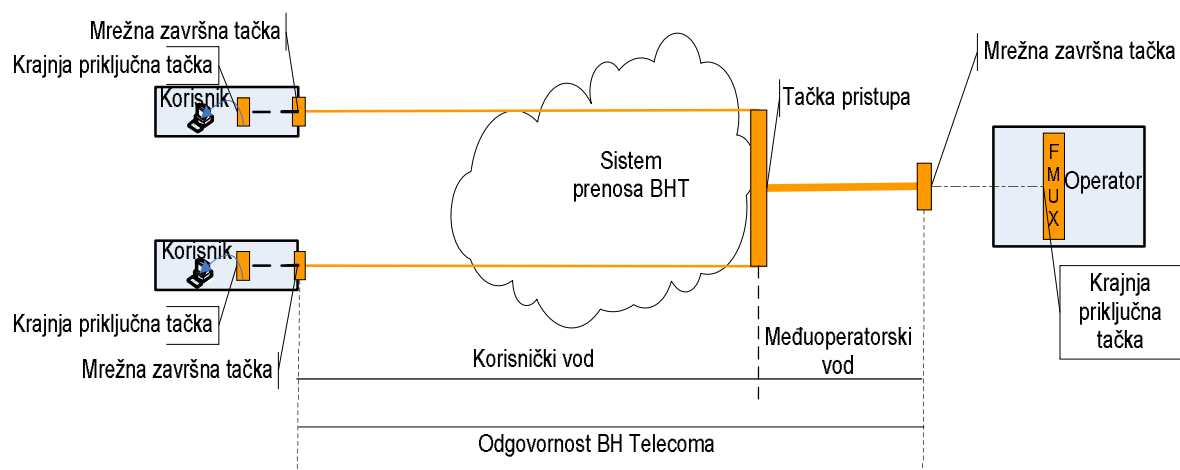 Mrežna završna tačka
Krajnja priključna tačka
Korisnik
Mrežna završna tačka
Tačka pristupa
Sistem
prenosa BHT
F
M
U
X
Operator
Korisnik
Krajnja priključna tačka
Mrežna završna tačka
Krajnja
priključna
tačka
Korisnički vod
Međuoperatorski
vod
Odgovornost BH Telecoma